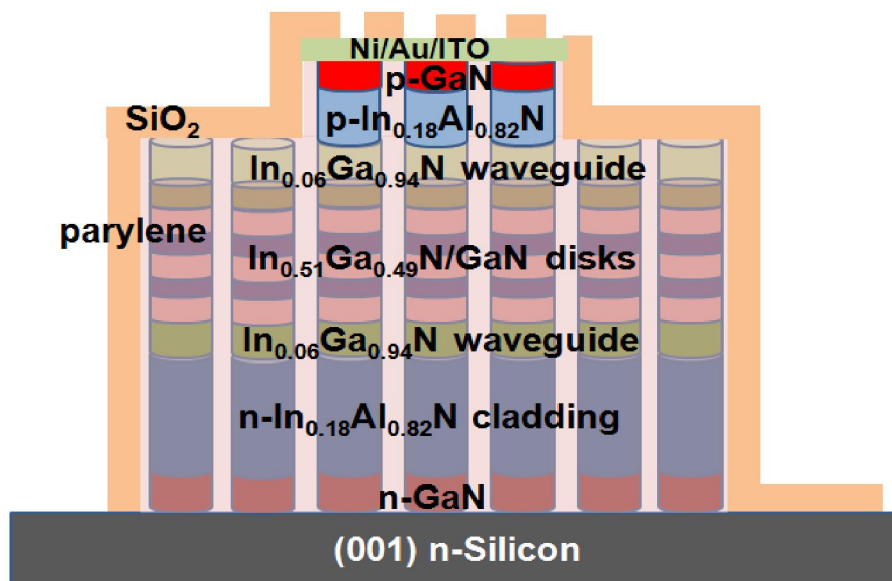 Ni/Au/ITO
p-GaN
SiO₂
p-In₀.₁₈Al₀.₈₂N
In₀.₀₆Ga₀.₉₄N waveguide
parylene
In₀.₅₁Ga₀.₄₉N/GaN disks
In₀.₀₆Ga₀.₉₄N waveguide
n-In₀.₁₈Al₀.₈₂N cladding
n-GaN
(001) n-Silicon